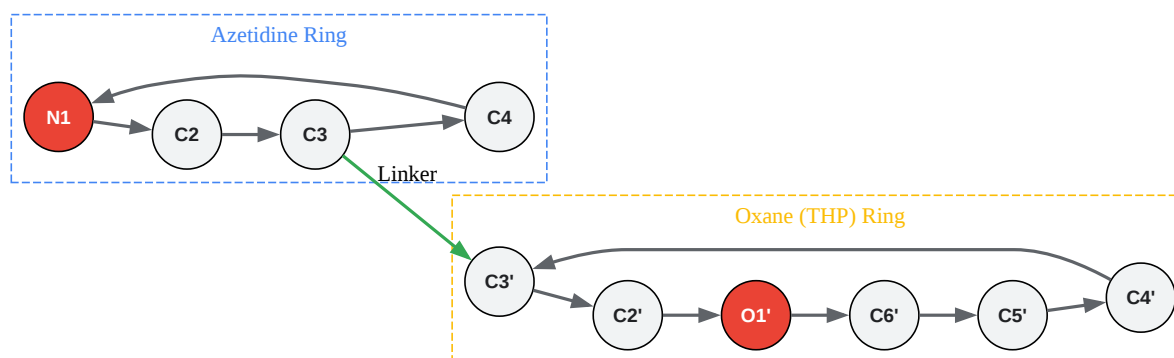 Azetidine Ring
N1
C2
C3
C4
Linker
Oxane (THP) Ring
C3'
C2'
O1'
C6'
C5'
C4'